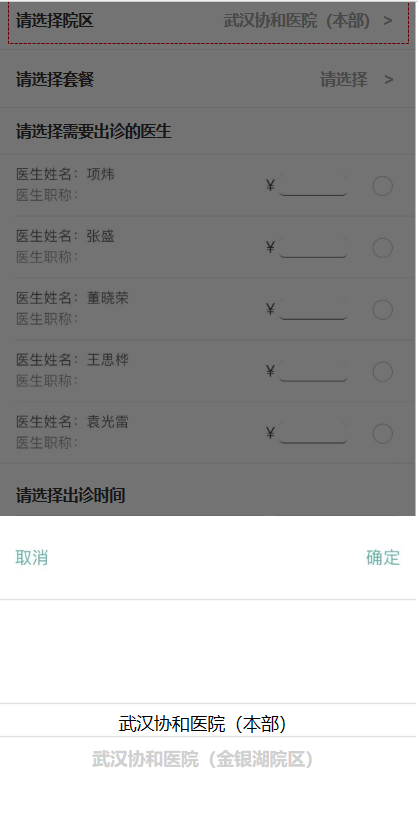 请选择院区 武汉协和医院（本部） >
请选择套餐 请选择 >
请选择需要出诊的医生
医生姓名：项炜 ¥
医生职称：
医生姓名：张盛 ¥
医生职称：
医生姓名：董晓荣 ¥
医生职称：
医生姓名：王思桦 ¥
医生职称：
医生姓名：袁光雷 ¥
医生职称：
请选择出诊时间
取消 确定
武汉协和医院（本部）
武汉协和医院（金银湖院区）